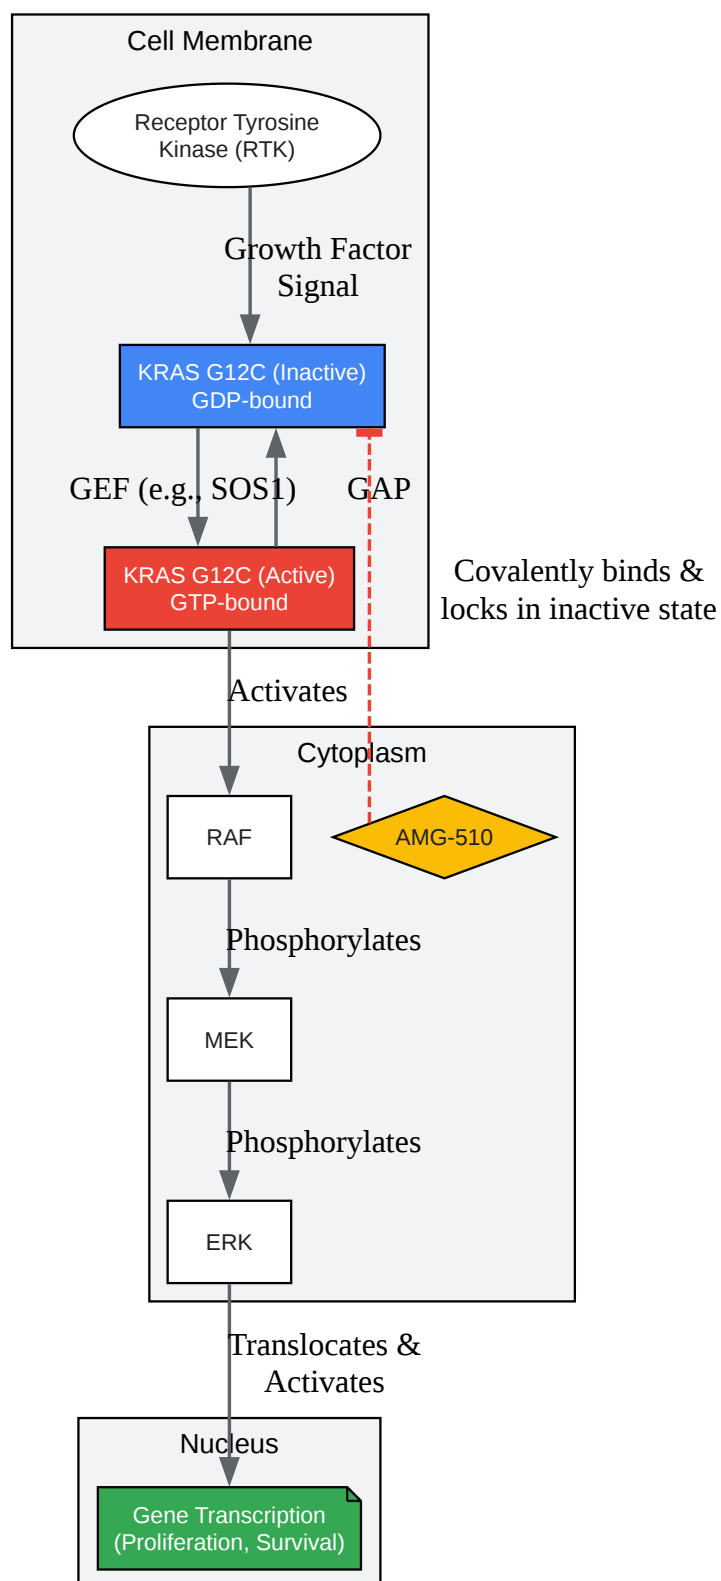 Cell Membrane
Receptor Tyrosine
Kinase (RTK)
Growth Factor
Signal
KRAS G12C (Inactive)
GDP-bound
GEF (e.g., SOS1)
GAP
KRAS G12C (Active)
GTP-bound
Covalently binds &
locks in inactive state
Activates
Cytoplasm
RAF
AMG-510
Phosphorylates
MEK
Phosphorylates
ERK
Translocates &
Activates
Nucleus
Gene Transcription
(Proliferation, Survival)